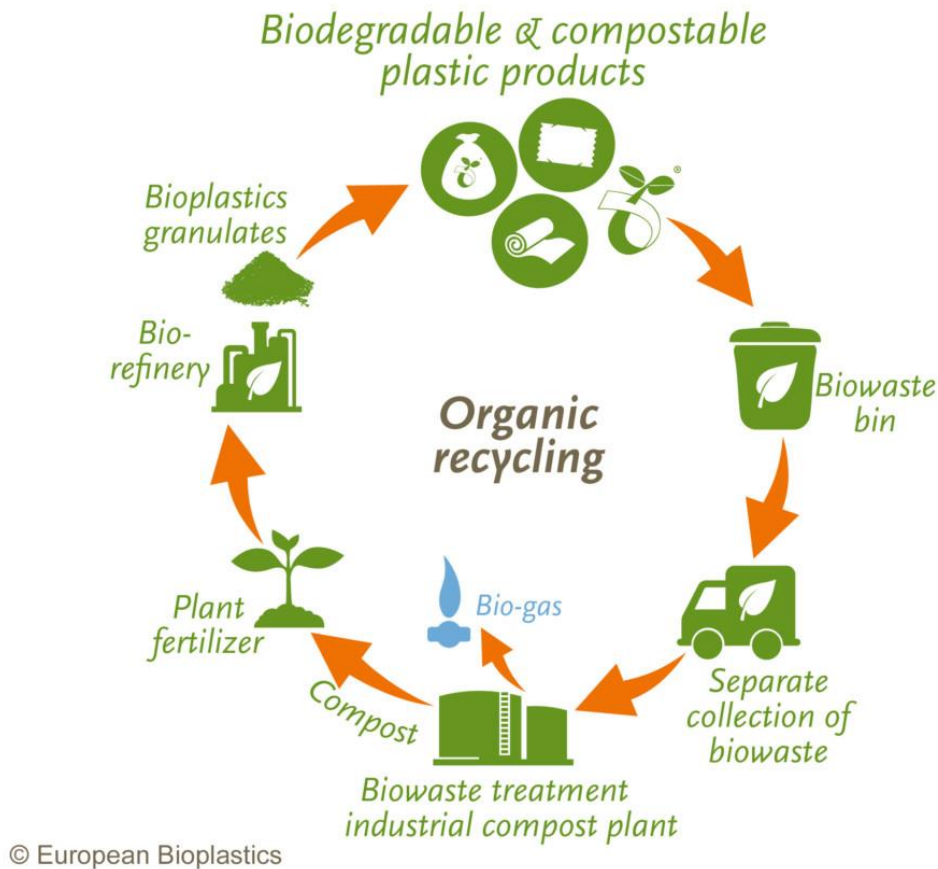 Biodegradable & compostable
plastic products
®
Bioplastics
granulates
Bio-
refinery
Biowaste
bin
Organic
recycling
Plant
fertilizer
Bio-gas
Compost
Separate
collection of
biowaste
Biowaste treatment
industrial compost plant
© European Bioplastics